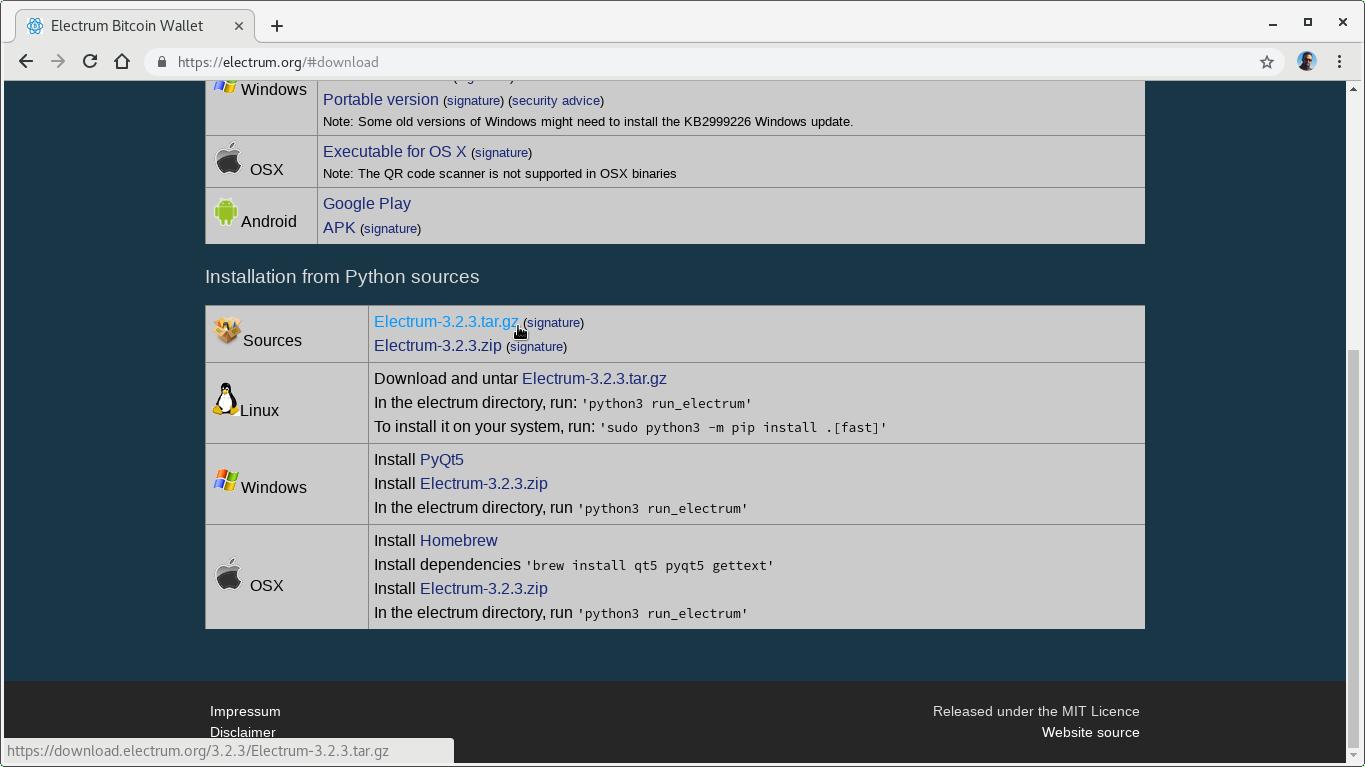 Electrum Bitcoin Wallet
https://electrum.org/#download
Windows
Portable version (signature) (security advice)
Note: Some old versions of Windows might need to install the KB2999226 Windows update.
OSX
Executable for OS X (signature)
Note: The QR code scanner is not supported in OSX binaries
Android
Google Play
APK (signature)
Installation from Python sources
Sources
Electrum-3.2.3.tar.gz (signature)
Electrum-3.2.3.zip (signature)
Linux
Download and untar Electrum-3.2.3.tar.gz
In the electrum directory, run: 'python3 run_electrum'
To install it on your system, run: 'sudo python3 -m pip install .[fast]'
Windows
Install PyQt5
Install Electrum-3.2.3.zip
In the electrum directory, run 'python3 run_electrum'
OSX
Install Homebrew
Install dependencies 'brew install qt5 pyqt5 gettext'
Install Electrum-3.2.3.zip
In the electrum directory, run 'python3 run_electrum'
Impressum
Released under the MIT Licence
Disclaimer
Website source
https://download.electrum.org/3.2.3/Electrum-3.2.3.tar.gz